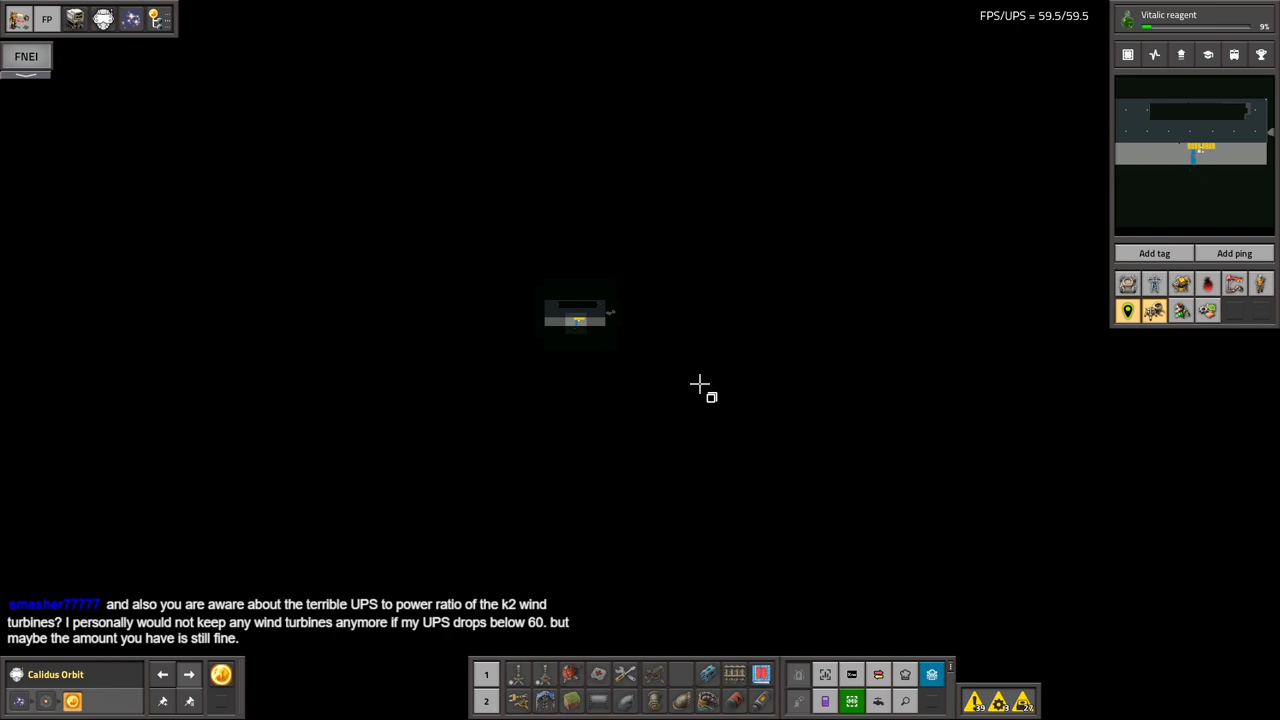 FP
FPS/UPS = 59.5/59.5
Vitalic reagent
9%
FNEI
Add tag
Add ping
smasher77777 and also you are aware about the terrible UPS to power ratio of the k2 wind
turbines? I personally would not keep any wind turbines anymore if my UPS drops below 60. but
maybe the amount you have is still fine.
Calidus Orbit
1
2